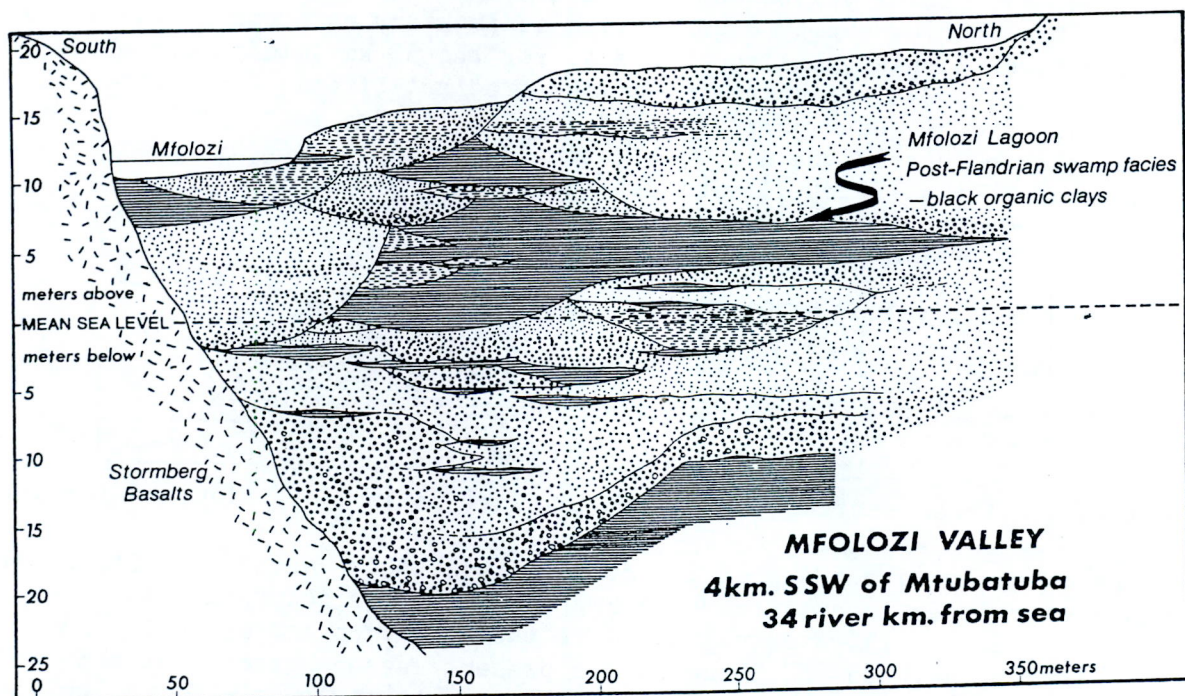 South
North
20
15
Mfolozi
Mfolozi Lagoon
Post-Flandrian swamp facies
—black organic clays
10
5
meters above
MEAN SEA LEVEL
meters below
-5
10
Stormberg
Basalts
-15
MFOLOZI VALLEY
4km. SSW of Mtubatuba
34 river km. from sea
-20
-25
0
50
100
150
200
250
300
350 meters